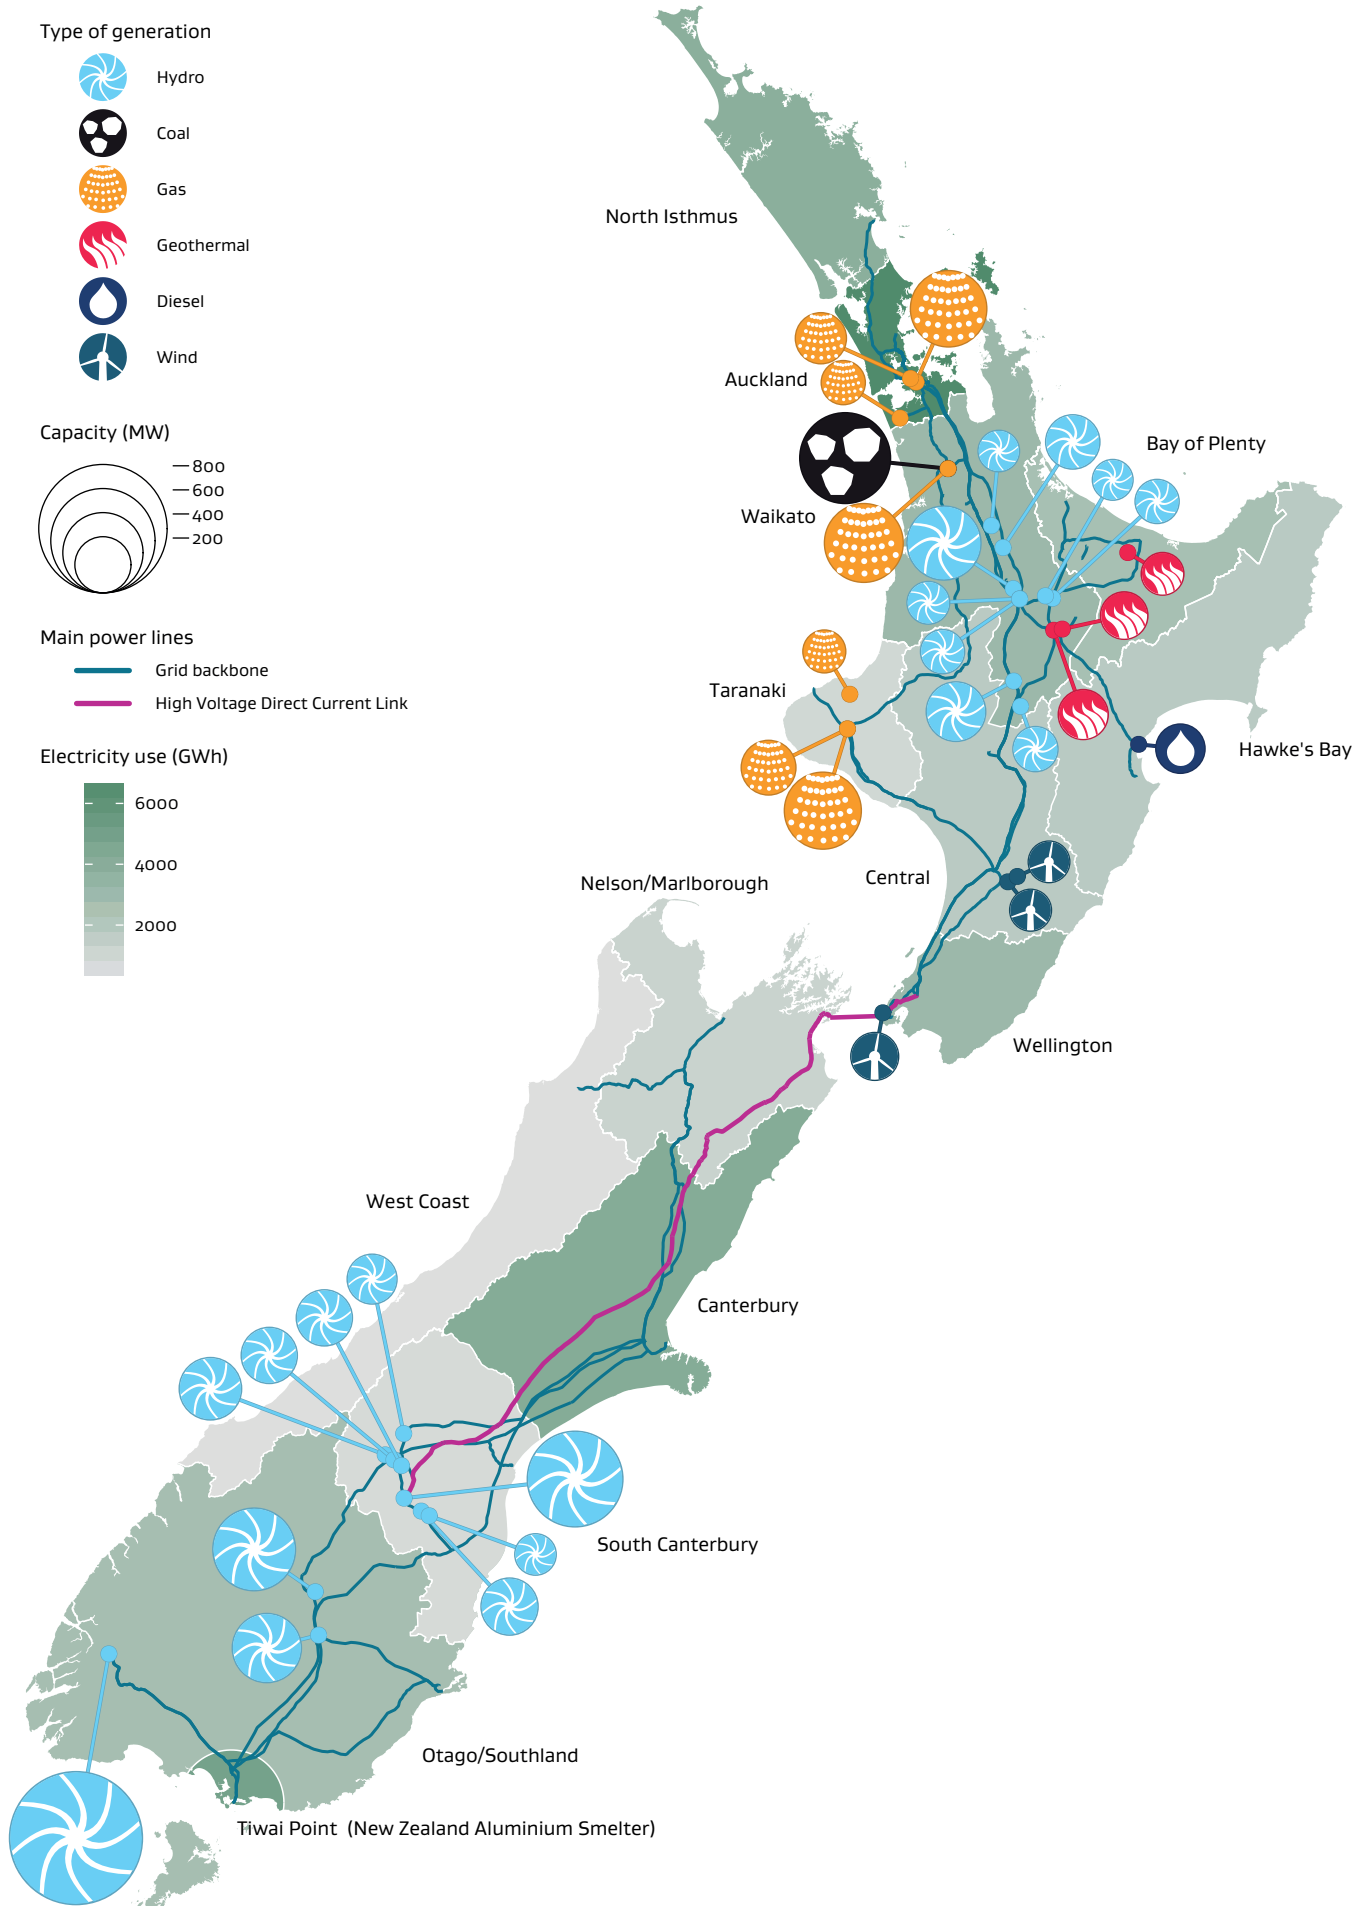 Type of generation
Hydro
Coal
Gas
Geothermal
Diesel
Wind
Capacity (MW)
800
600
400
200
Main power lines
Grid backbone
High Voltage Direct Current Link
Electricity use (GWh)
6000
4000
2000
North Isthmus
Auckland
Bay of Plenty
Waikato
Taranaki
Hawke's Bay
Central
Nelson/Marlborough
Wellington
West Coast
Canterbury
South Canterbury
Otago/Southland
Tiwai Point (New Zealand Aluminium Smelter)